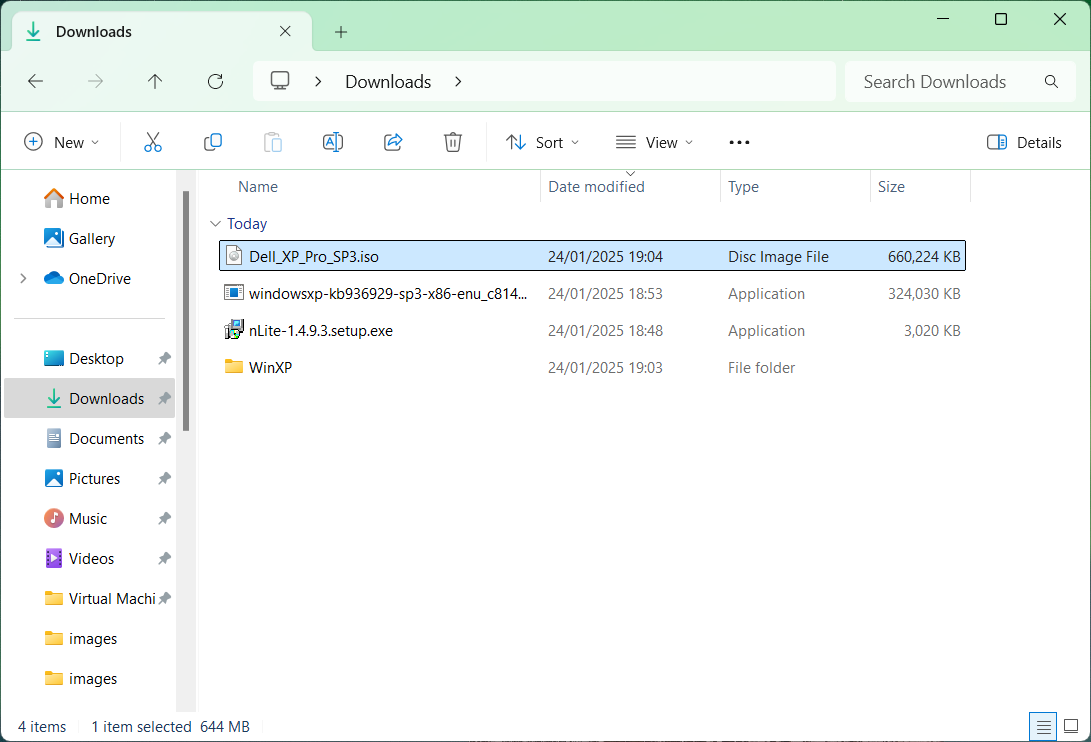 Downloads
Downloads
Search Downloads
New
Sort
View
Details
Home
Gallery
OneDrive
Desktop
Downloads
Documents
Pictures
Music
Videos
Virtual Machi
images
images
Name Date modified Type Size
Today
Dell_XP_Pro_SP3.iso 24/01/2025 19:04 Disc Image File 660,224 KB
windowsxp-kb936929-sp3-x86-enu_c814... 24/01/2025 18:53 Application 324,030 KB
nLite-1.4.9.3.setup.exe 24/01/2025 18:48 Application 3,020 KB
WinXP 24/01/2025 19:03 File folder
4 items 1 item selected 644 MB